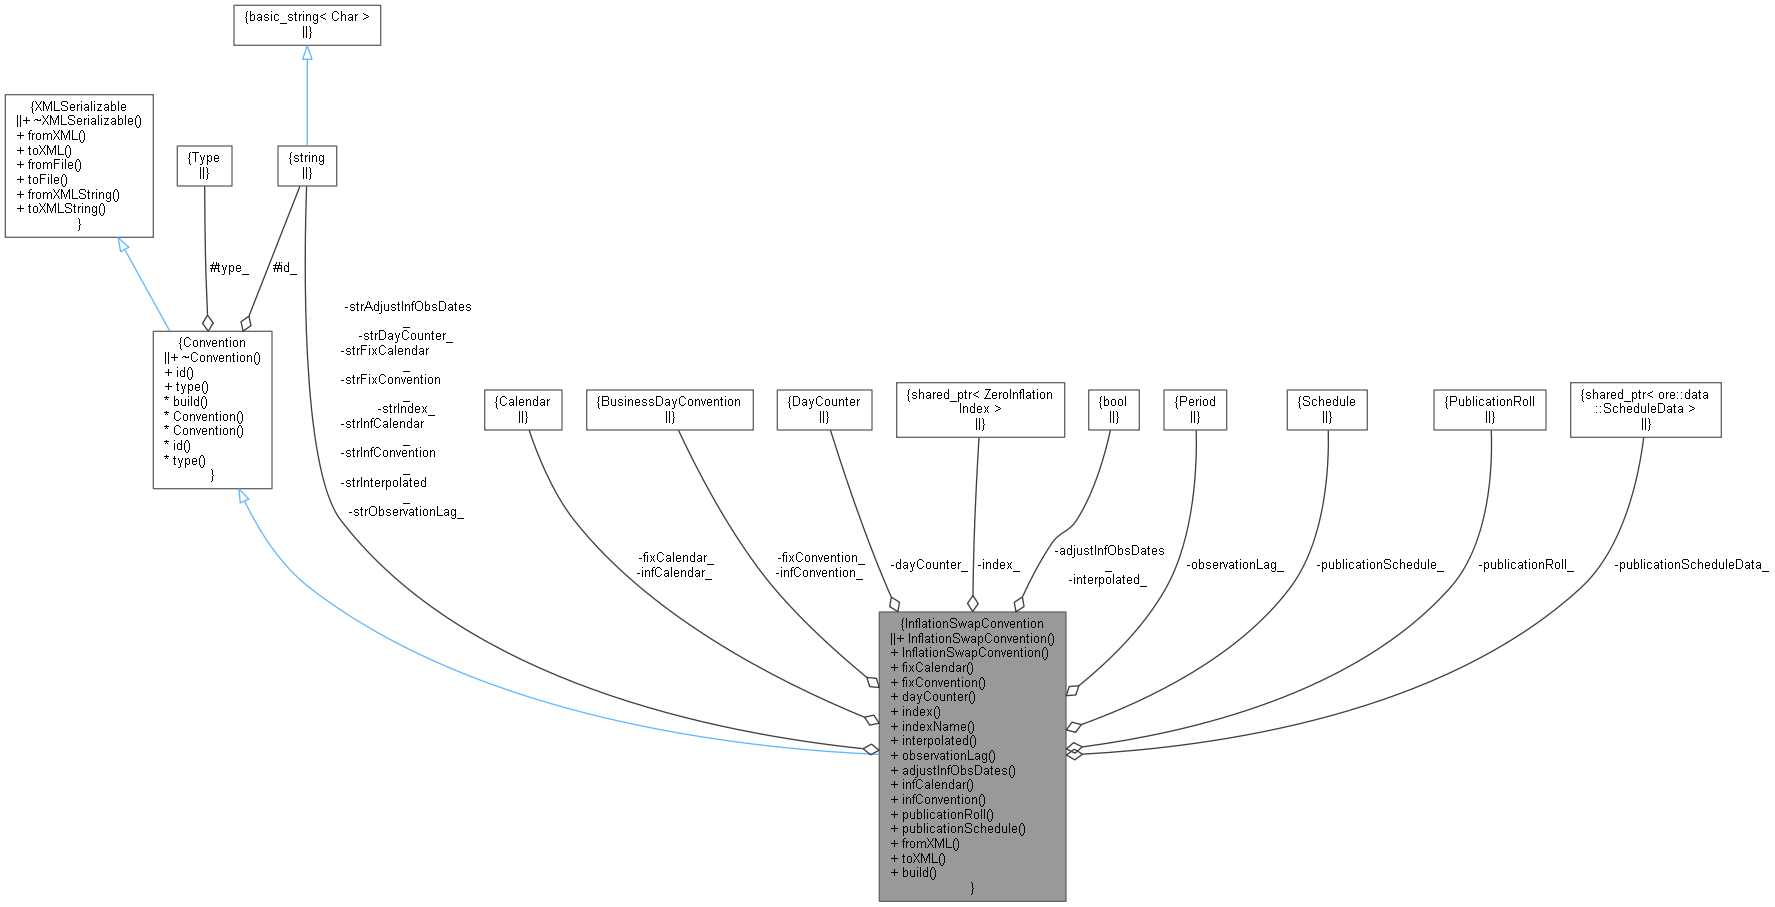 {basic_string< Char >
||}
{XMLSerializable
||+ ~XMLSerializable()
+ fromXML()
+ toXML()
+ fromFile()
+ toFile()
+ fromXMLString()
+ toXMLString()
}
{Type
||}
{string
||}
#type_
#id_
{Convention
||+ ~Convention()
+ id()
+ type()
* build()
* Convention()
* Convention()
* id()
* type()
}
-strAdjustInfObsDates
_
-strDayCounter_
-strFixCalendar
_
-strFixConvention
_
-strIndex_
-strInfCalendar
_
-strInfConvention
_
-strInterpolated
_
-strObservationLag_
{Calendar
||}
{BusinessDayConvention
||}
{DayCounter
||}
{shared_ptr< ZeroInflation
Index >
||}
{bool
||}
{Period
||}
{Schedule
||}
{PublicationRoll
||}
{shared_ptr< ore::data
::ScheduleData >
||}
-fixCalendar_
-infCalendar_
-fixConvention_
-infConvention_
-dayCounter_
-index_
-adjustInfObsDates
_
-interpolated_
-observationLag_
-publicationSchedule_
-publicationRoll_
-publicationScheduleData_
{InflationSwapConvention
||+ InflationSwapConvention()
+ InflationSwapConvention()
+ fixCalendar()
+ fixConvention()
+ dayCounter()
+ index()
+ indexName()
+ interpolated()
+ observationLag()
+ adjustInfObsDates()
+ infCalendar()
+ infConvention()
+ publicationRoll()
+ publicationSchedule()
+ fromXML()
+ toXML()
+ build()
}